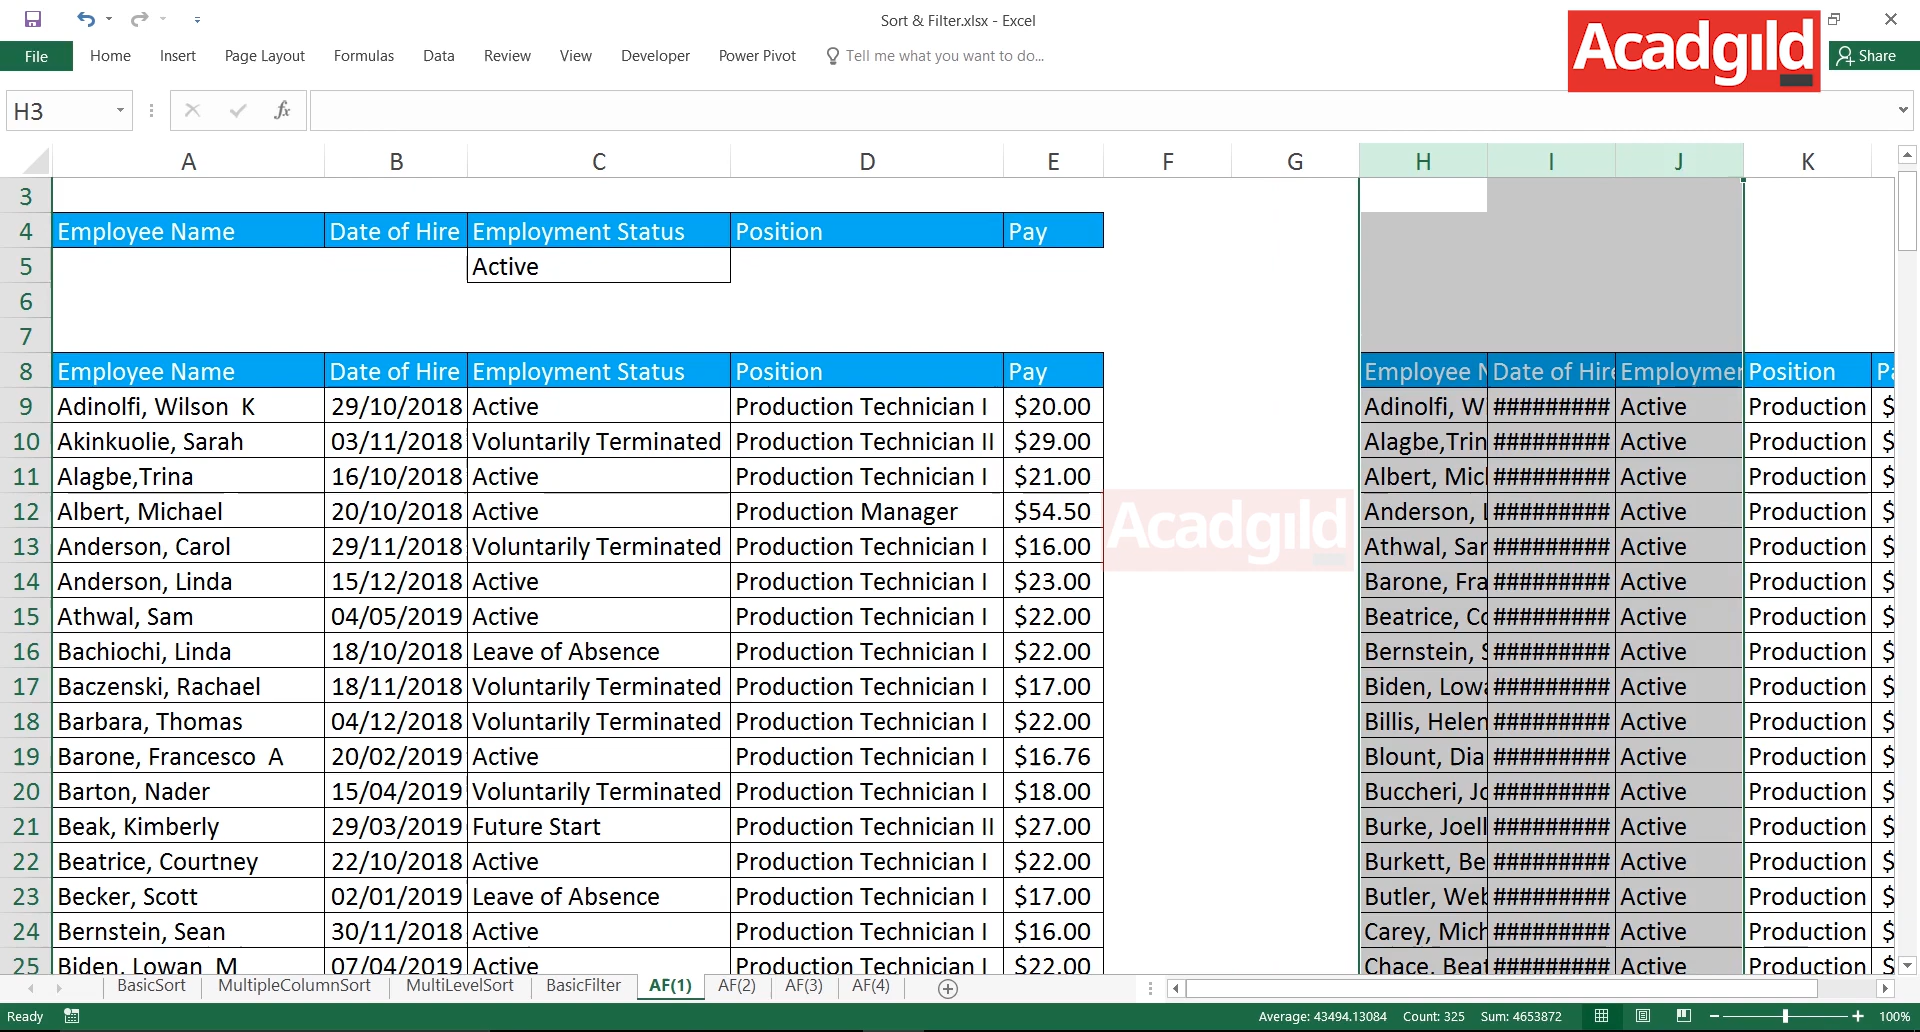 Sort & Filter.xlsx - Excel
Acadgild
File Home Insert Page Layout Formulas Data Review View Developer Power Pivot Tell me what you want to do... Share
H3 fx
A B C D E F G H I J K
3
4 Employee Name Date of Hire Employment Status Position Pay
5 Active
6
7
8 Employee Name Date of Hire Employment Status Position Pay Employee N Date of Hire Employmen Position Pa
9 Adinolfi, Wilson K 29/10/2018 Active Production Technician I $20.00 Adinolfi, W ######### Active Production $
10 Akinkuolie, Sarah 03/11/2018 Voluntarily Terminated Production Technician II $29.00 Alagbe,Trin ######### Active Production $
11 Alagbe,Trina 16/10/2018 Active Production Technician I $21.00 Albert, Mich ######### Active Production $
12 Albert, Michael 20/10/2018 Active Production Manager $54.50 Anderson, L ######### Active Production $
Acadgild
13 Anderson, Carol 29/11/2018 Voluntarily Terminated Production Technician I $16.00 Athwal, Sam ######### Active Production $
14 Anderson, Linda 15/12/2018 Active Production Technician I $23.00 Barone, Fra ######### Active Production $
15 Athwal, Sam 04/05/2019 Active Production Technician I $22.00 Beatrice, Co ######### Active Production $
16 Bachiochi, Linda 18/10/2018 Leave of Absence Production Technician I $22.00 Bernstein, S ######### Active Production $
17 Baczenski, Rachael 18/11/2018 Voluntarily Terminated Production Technician I $17.00 Biden, Lowa ######### Active Production $
18 Barbara, Thomas 04/12/2018 Voluntarily Terminated Production Technician I $22.00 Billis, Helen ######### Active Production $
19 Barone, Francesco A 20/02/2019 Active Production Technician I $16.76 Blount, Dia ######### Active Production $
20 Barton, Nader 15/04/2019 Voluntarily Terminated Production Technician I $18.00 Buccheri, Jo ######### Active Production $
21 Beak, Kimberly 29/03/2019 Future Start Production Technician II $27.00 Burke, Joell ######### Active Production $
22 Beatrice, Courtney 22/10/2018 Active Production Technician I $22.00 Burkett, Be ######### Active Production $
23 Becker, Scott 02/01/2019 Leave of Absence Production Technician I $17.00 Butler, Web ######### Active Production $
24 Bernstein, Sean 30/11/2018 Active Production Technician I $16.00 Carey, Mich ######### Active Production $
25 Biden, Lowan M 07/04/2019 Active Production Technician I $22.00 Chace, Beat ######### Active Production $
BasicSort MultipleColumnSort MultiLevelSort BasicFilter AF(1) AF(2) AF(3) AF(4)
Ready Average: 43494.13084 Count: 325 Sum: 4653872 100%